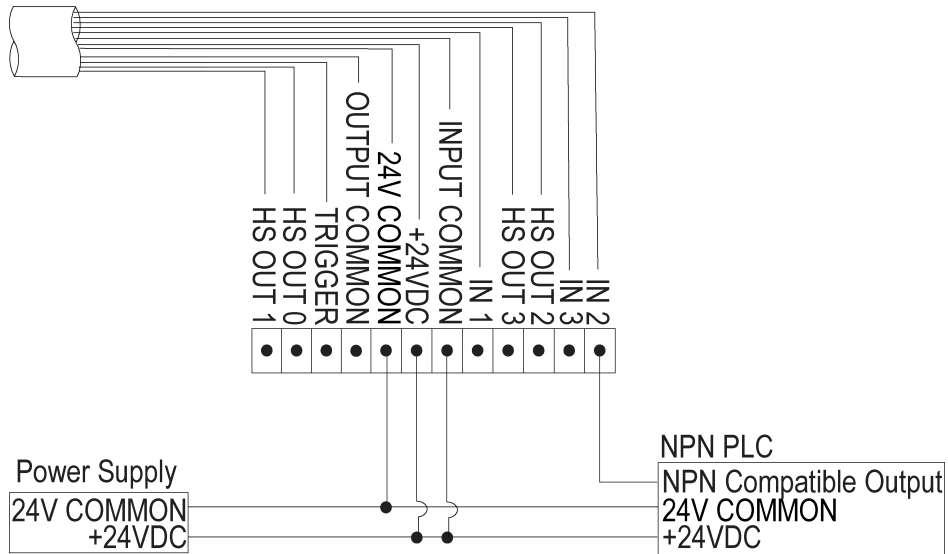 HS OUT 1
HS OUT 0
TRIGGER
OUTPUT COMMON
24V COMMON
+24VDC
INPUT COMMON
IN 1
HS OUT 3
HS OUT 2
IN 3
IN 2
Power Supply
24V COMMON
+24VDC
NPN PLC
NPN Compatible Output
24V COMMON
+24VDC